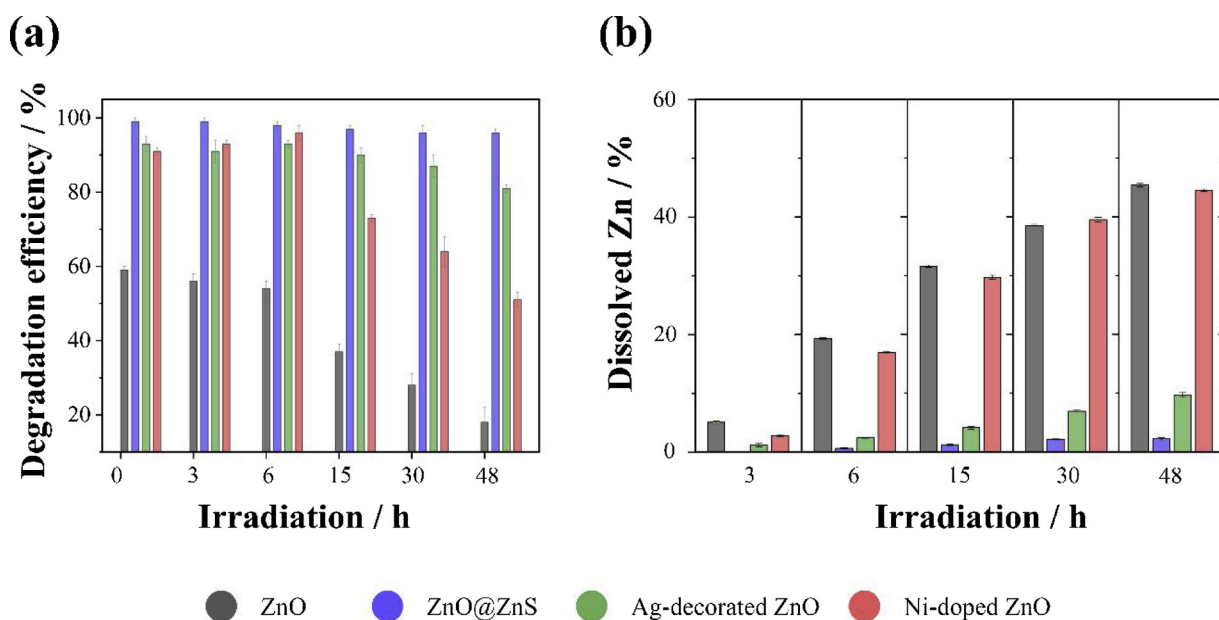 (a)
Degradation efficiency / %
100
80
60
40
20
0 3 6 15 30 48
Irradiation / h
(b)
Dissolved Zn / %
60
40
20
0
3 6 15 30 48
Irradiation / h
ZnO ZnO@ZnS Ag-decorated ZnO Ni-doped ZnO